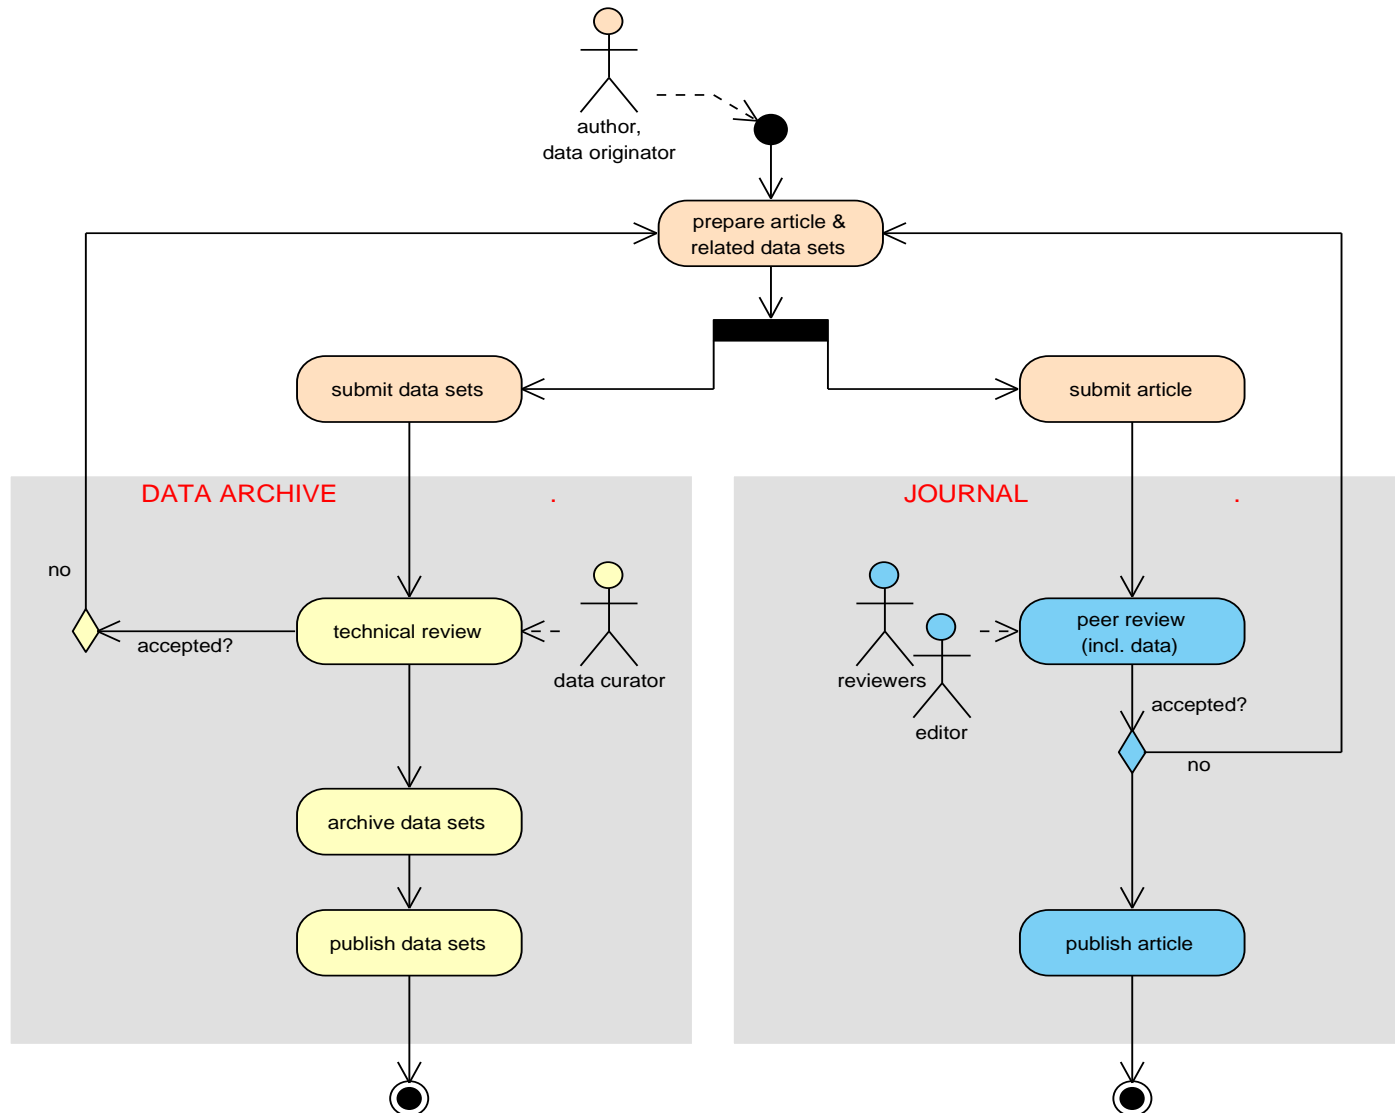 author,
data originator
prepare article &
related data sets
submit data sets
submit article
DATA ARCHIVE .
JOURNAL .
no
accepted?
technical review
data curator
reviewers
editor
peer review
(incl. data)
accepted?
no
archive data sets
publish data sets
publish article